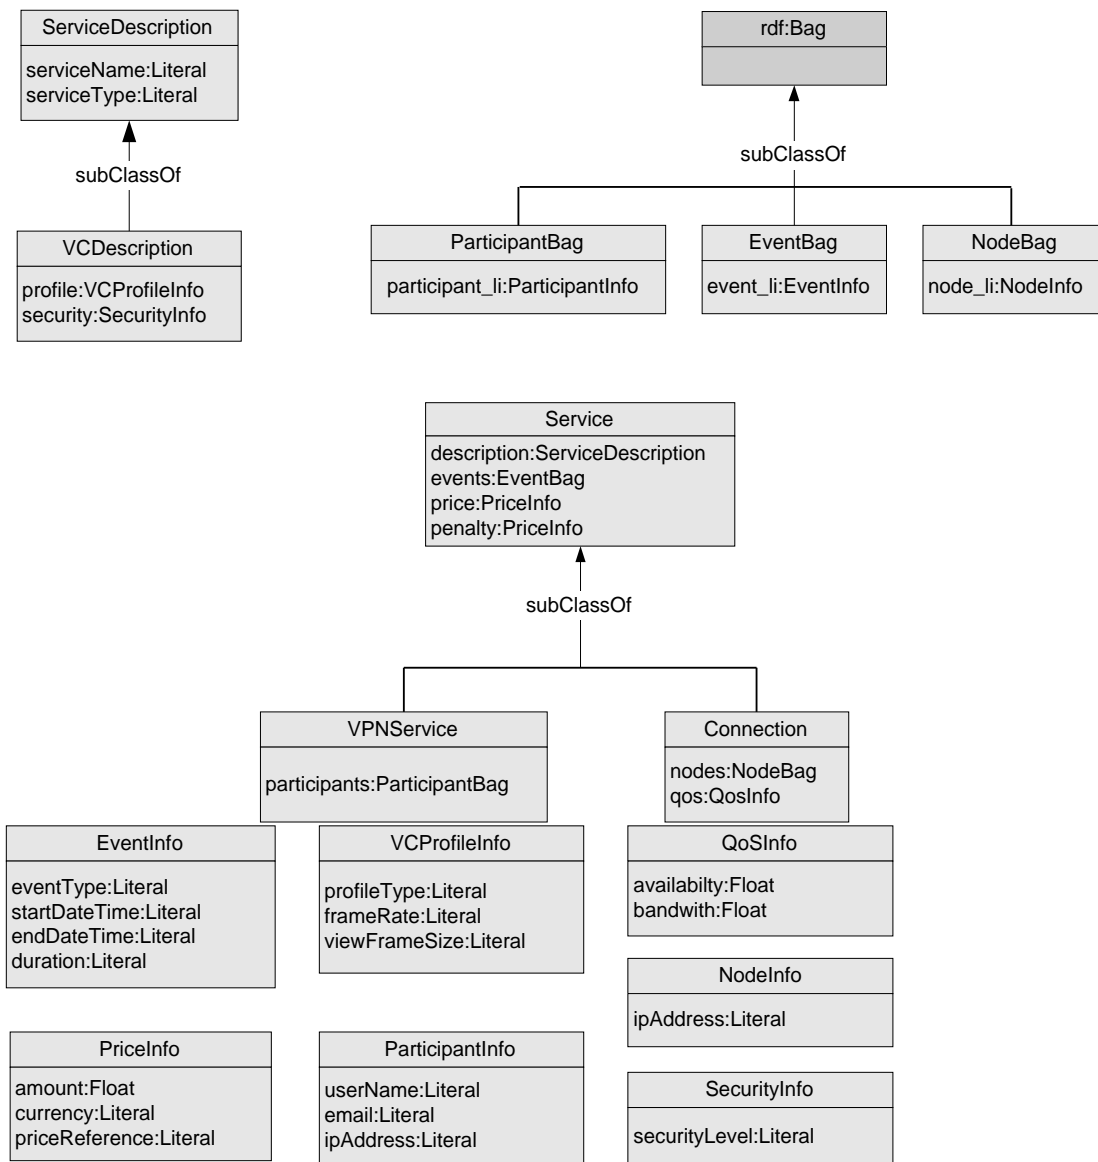 ServiceDescription
serviceName:Literal
serviceType:Literal
subClassOf
VCDescription
profile:VCProfileInfo
security:SecurityInfo
rdf:Bag
subClassOf
ParticipantBag
participant_li:ParticipantInfo
EventBag
event_li:EventInfo
NodeBag
node_li:NodeInfo
Service
description:ServiceDescription
events:EventBag
price:PriceInfo
penalty:PriceInfo
subClassOf
VPNService
participants:ParticipantBag
Connection
nodes:NodeBag
qos:QosInfo
EventInfo
eventType:Literal
startDateTime:Literal
endDateTime:Literal
duration:Literal
VCProfileInfo
profileType:Literal
frameRate:Literal
viewFrameSize:Literal
QoSInfo
availabilty:Float
bandwith:Float
NodeInfo
ipAddress:Literal
PriceInfo
amount:Float
currency:Literal
priceReference:Literal
ParticipantInfo
userName:Literal
email:Literal
ipAddress:Literal
SecurityInfo
securityLevel:Literal